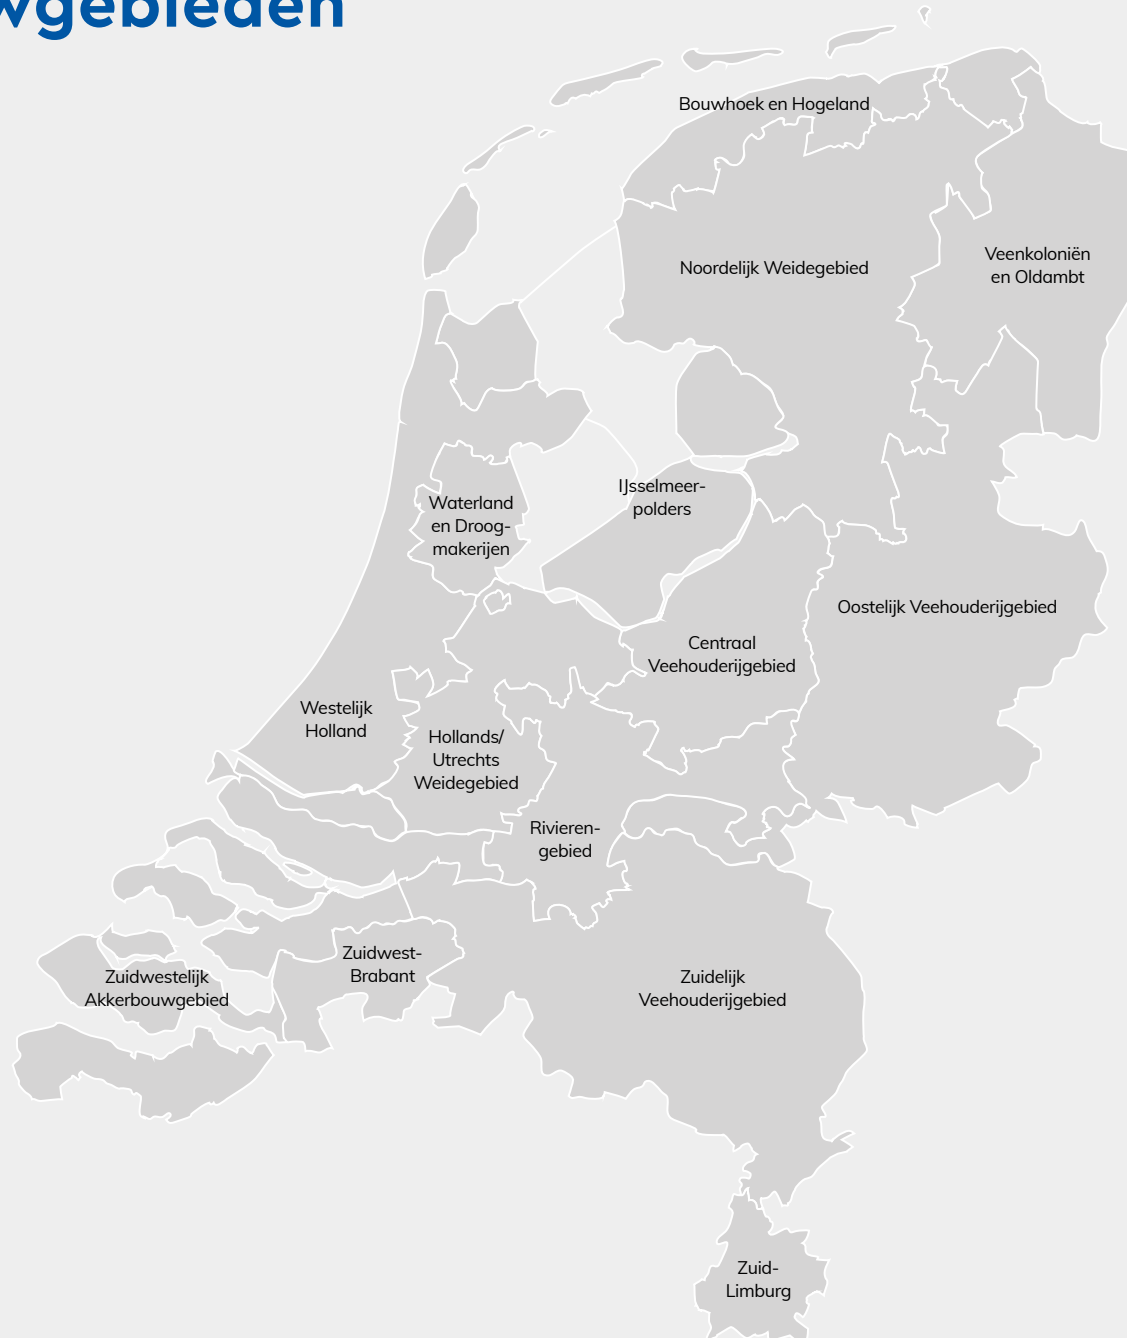 wgebieden
Bouwhoek en Hogeland
Noordelijk Weidegebied
Veenkoloniën
en Oldambt
IJsselmeer-
polders
Waterland
en Droog-
makerijen
Oostelijk Veehouderijgebied
Centraal
Veehouderijgebied
Westelijk
Holland
Hollands/
Utrechts
Weidegebied
Rivieren-
gebied
Zuidwest-
Brabant
Zuidwestelijk
Akkerbouwgebied
Zuidelijk
Veehouderijgebied
Zuid-
Limburg